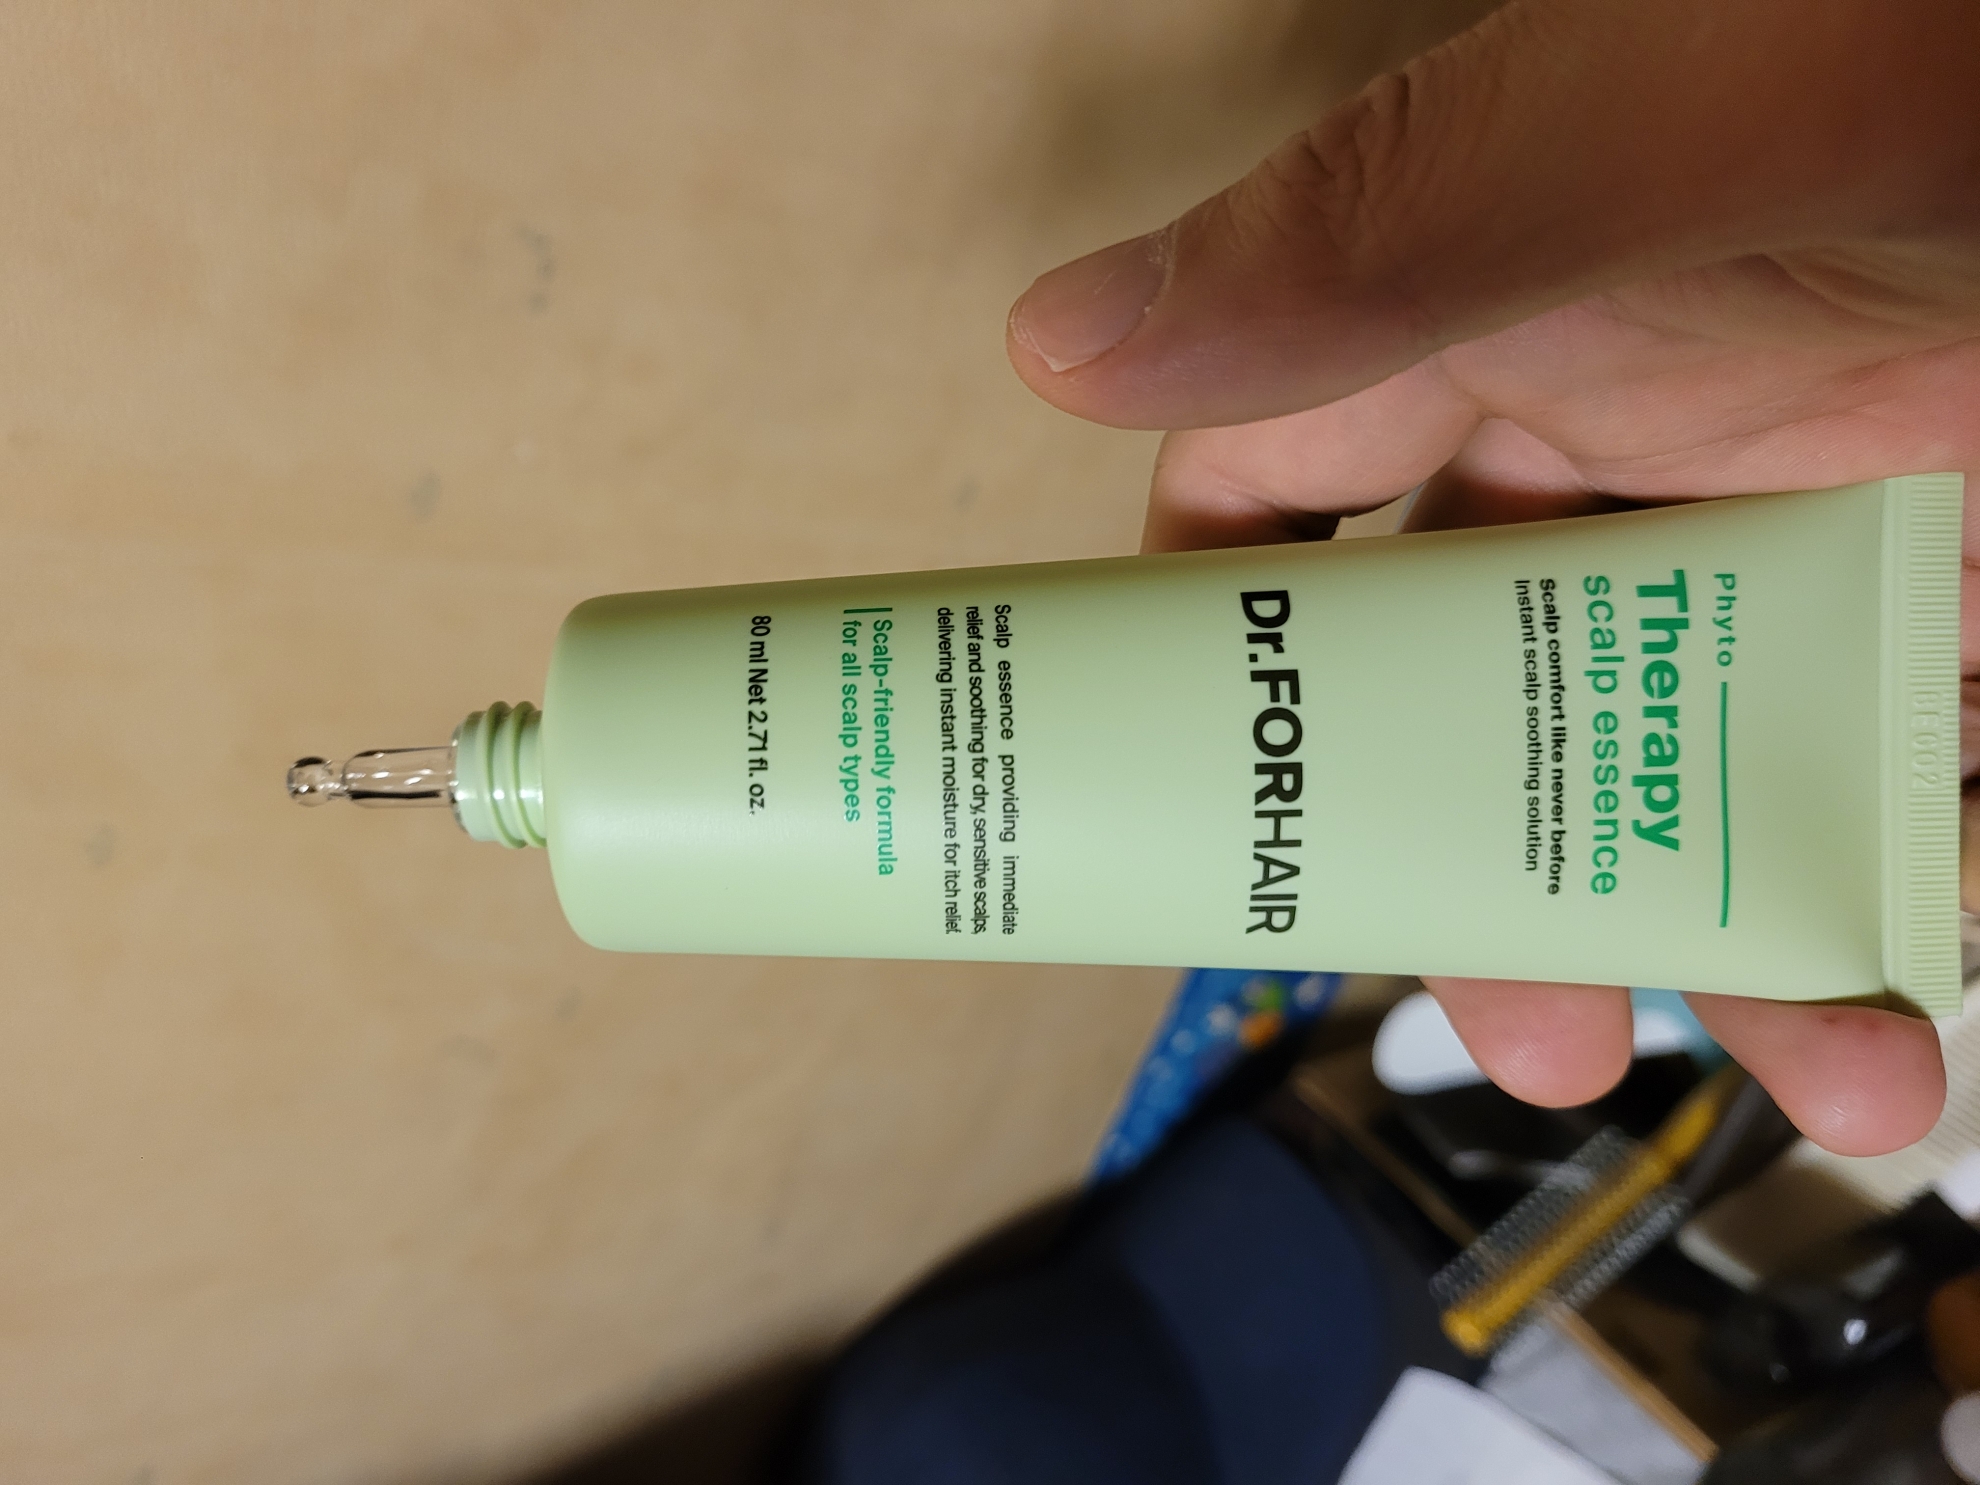 Phyto
Therapy
scalp essence
Scalp comfort like never before
Instant scalp soothing solution
Dr.FORHAIR
Scalp essence providing immediate
relief and soothing for dry, sensitive scalps,
delivering instant moisture for itch relief.
Scalp-friendly formula
for all scalp types
80 ml Net 2.71 fl. oz.